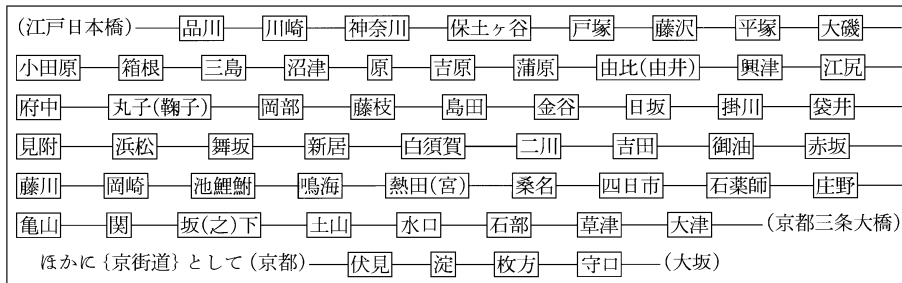 (江戸日本橋)―品川―川崎―神奈川―保土ヶ谷―戸塚―藤沢―平塚―大磯―
小田原―箱根―三島―沼津―原―吉原―蒲原―由比(由井)―興津―江尻―
府中―丸子(鞠子)―岡部―藤枝―島田―金谷―日坂―掛川―袋井―
見附―浜松―舞坂―新居―白須賀―二川―吉田―御油―赤坂―
藤川―岡崎―池鯉鮒―鳴海―熱田(宮)―桑名―四日市―石薬師―庄野―
亀山―関―坂(之)下―土山―水口―石部―草津―大津―(京都三条大橋)
ほかに{京街道}として(京都)―伏見―淀―枚方―守口―(大坂)